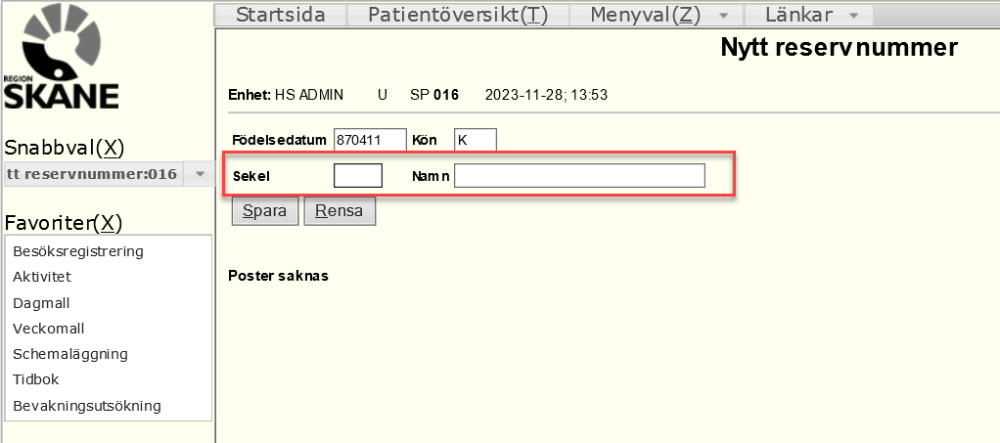 Startsida Patientöversikt(T) Menyval(Z) Länkar
REGION
SKÅNE
Nytt reservnummer
Enhet: HS ADMIN U SP 016 2023-11-28; 13:53
Födelsedatum 870411 Kön K
Snabbval(X)
tt reservnummer:016
Sekel Namn
Spara Rensa
Favoriter(X)
Besöksregistrering
Aktivitet
Dagmall
Veckomall
Schemaläggning
Tidbok
Bevakningsutsökning
Poster saknas